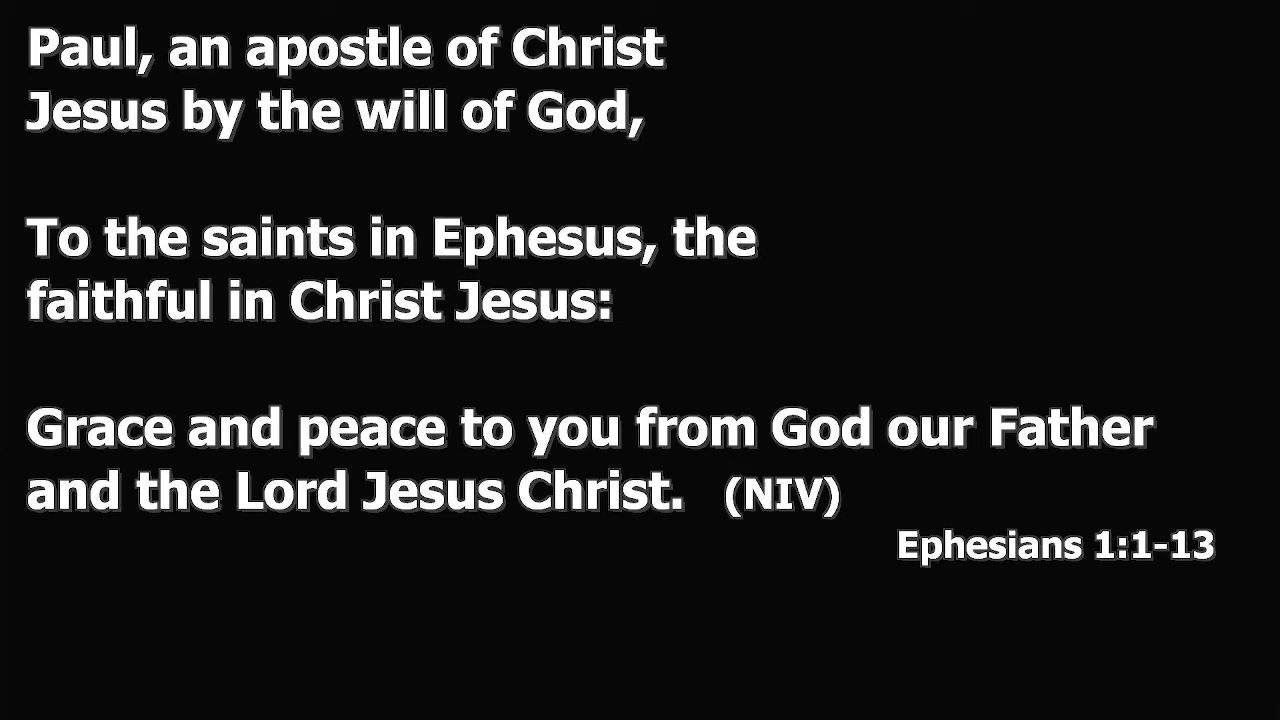 Paul, an apostle of Christ
Jesus by the will of God,
To the saints in Ephesus, the
faithful in Christ Jesus:
Grace and peace to you from God our Father
and the Lord Jesus Christ. (NIV)
Ephesians 1:1-13